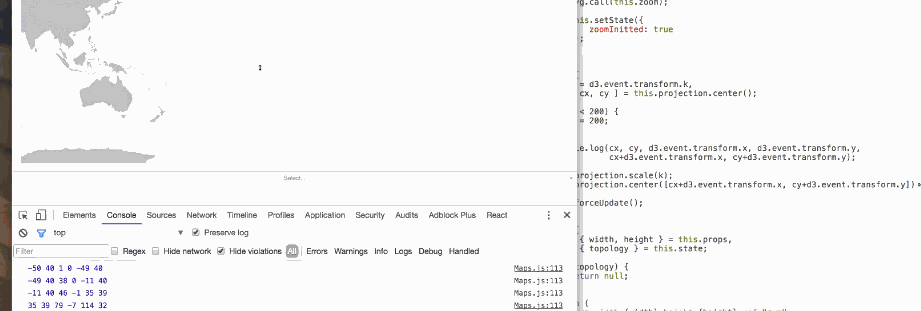 vg.call(this.zoom);
his.setState({
zoomInitted: true
;
= d3.event.transform.k,
cx, cy ] = this.projection.center();
< 200) {
= 200;
le.log(cx, cy, d3.event.transform.x, d3.event.transform.y,
cx+d3.event.transform.x, cy+d3.event.transform.y);
projection.scale(k);
projection.center([cx+d3.event.transform.x, cy+d3.event.transform.y])
forceUpdate();
{ width, height } = this.props,
{ topology } = this.state;
topology) {
eturn null;
Select...
Elements Console Sources Network Timeline Profiles Application Security Audits Adblock Plus React
top Preserve log
Filter Regex Hide network Hide violations All Errors Warnings Info Logs Debug Handled
-50 40 1 0 -49 40 Maps.js:113
-49 40 38 0 -11 40 Maps.js:113
-11 40 46 -1 35 39 Maps.js:113
35 39 79 -7 114 32 Maps.js:113